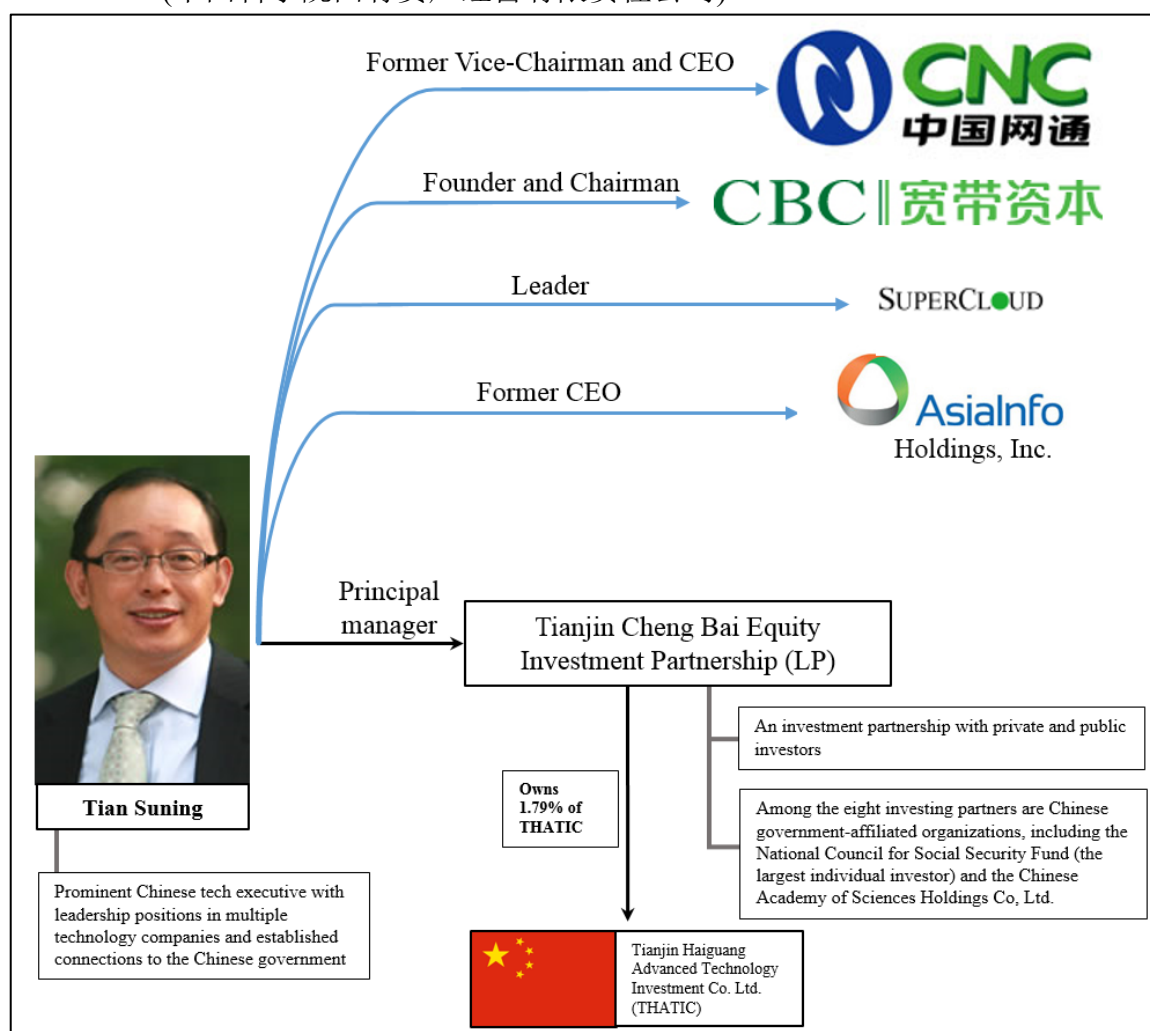 Former Vice-Chairman and CEO
CNC
中国网通
Founder and Chairman
CBC 宽带资本
Leader
SUPERCLOUD
Former CEO
AsiaInfo
Holdings, Inc.
Principal
manager
Tianjin Cheng Bai Equity
Investment Partnership (LP)
An investment partnership with private and public
investors
Owns
1.79% of
THATIC
Among the eight investing partners are Chinese
government-affiliated organizations, including the
National Council for Social Security Fund (the
largest individual investor) and the Chinese
Academy of Sciences Holdings Co, Ltd.
Tian Suning
Prominent Chinese tech executive with
leadership positions in multiple
technology companies and established
connections to the Chinese government
Tianjin Haiguang
Advanced Technology
Investment Co. Ltd.
(THATIC)